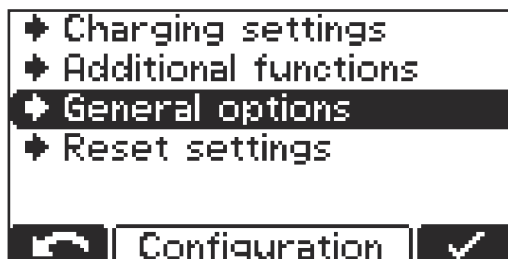 Charging settings
Additional functions
General options
Reset settings
Configuration